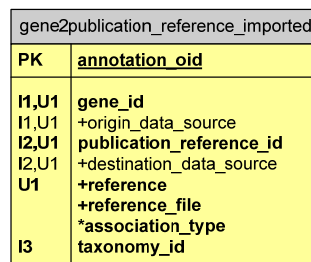 gene2publication_reference_imported
PK annotation_oid
I1,U1 gene_id
I1,U1 +origin_data_source
I2,U1 publication_reference_id
I2,U1 +destination_data_source
U1 +reference
+reference_file
*association_type
I3 taxonomy_id